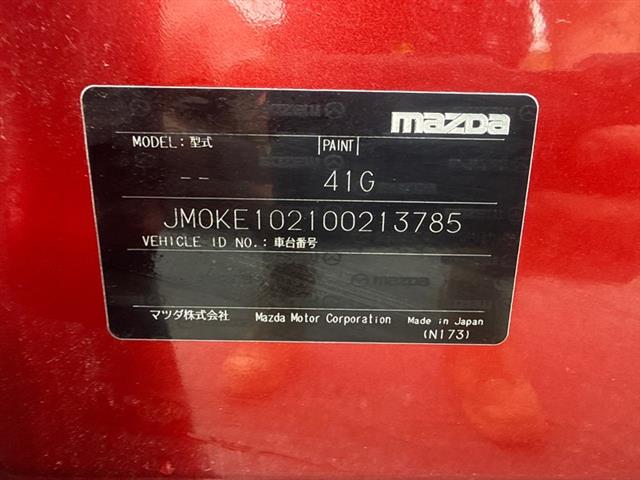 mazda
MODEL: 型式 PAINT
-- 41G
JM0KE102100213785
VEHICLE ID NO.: 車台番号
マツダ株式会社 Mazda Motor Corporation Made in Japan
(N173)